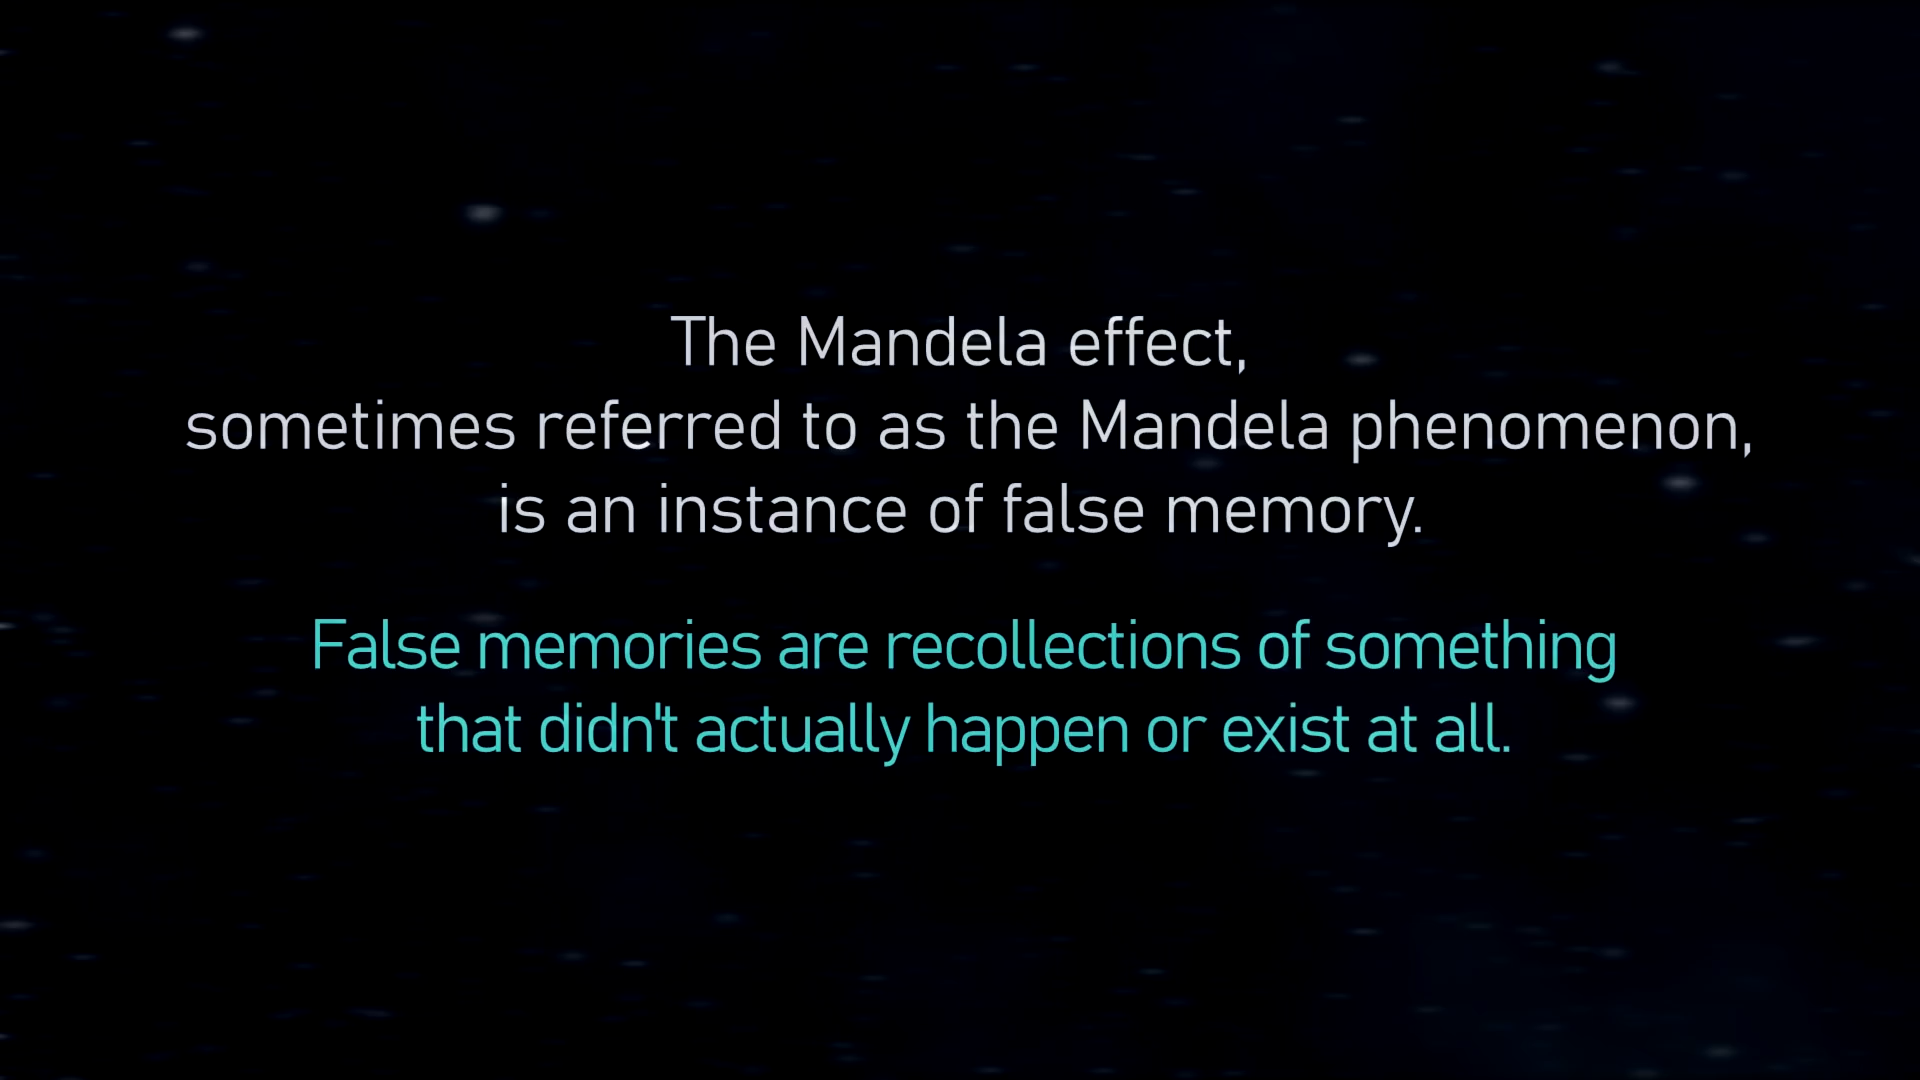 The Mandela effect,
sometimes referred to as the Mandela phenomenon,
is an instance of false memory.
False memories are recollections of something
that didn't actually happen or exist at all.